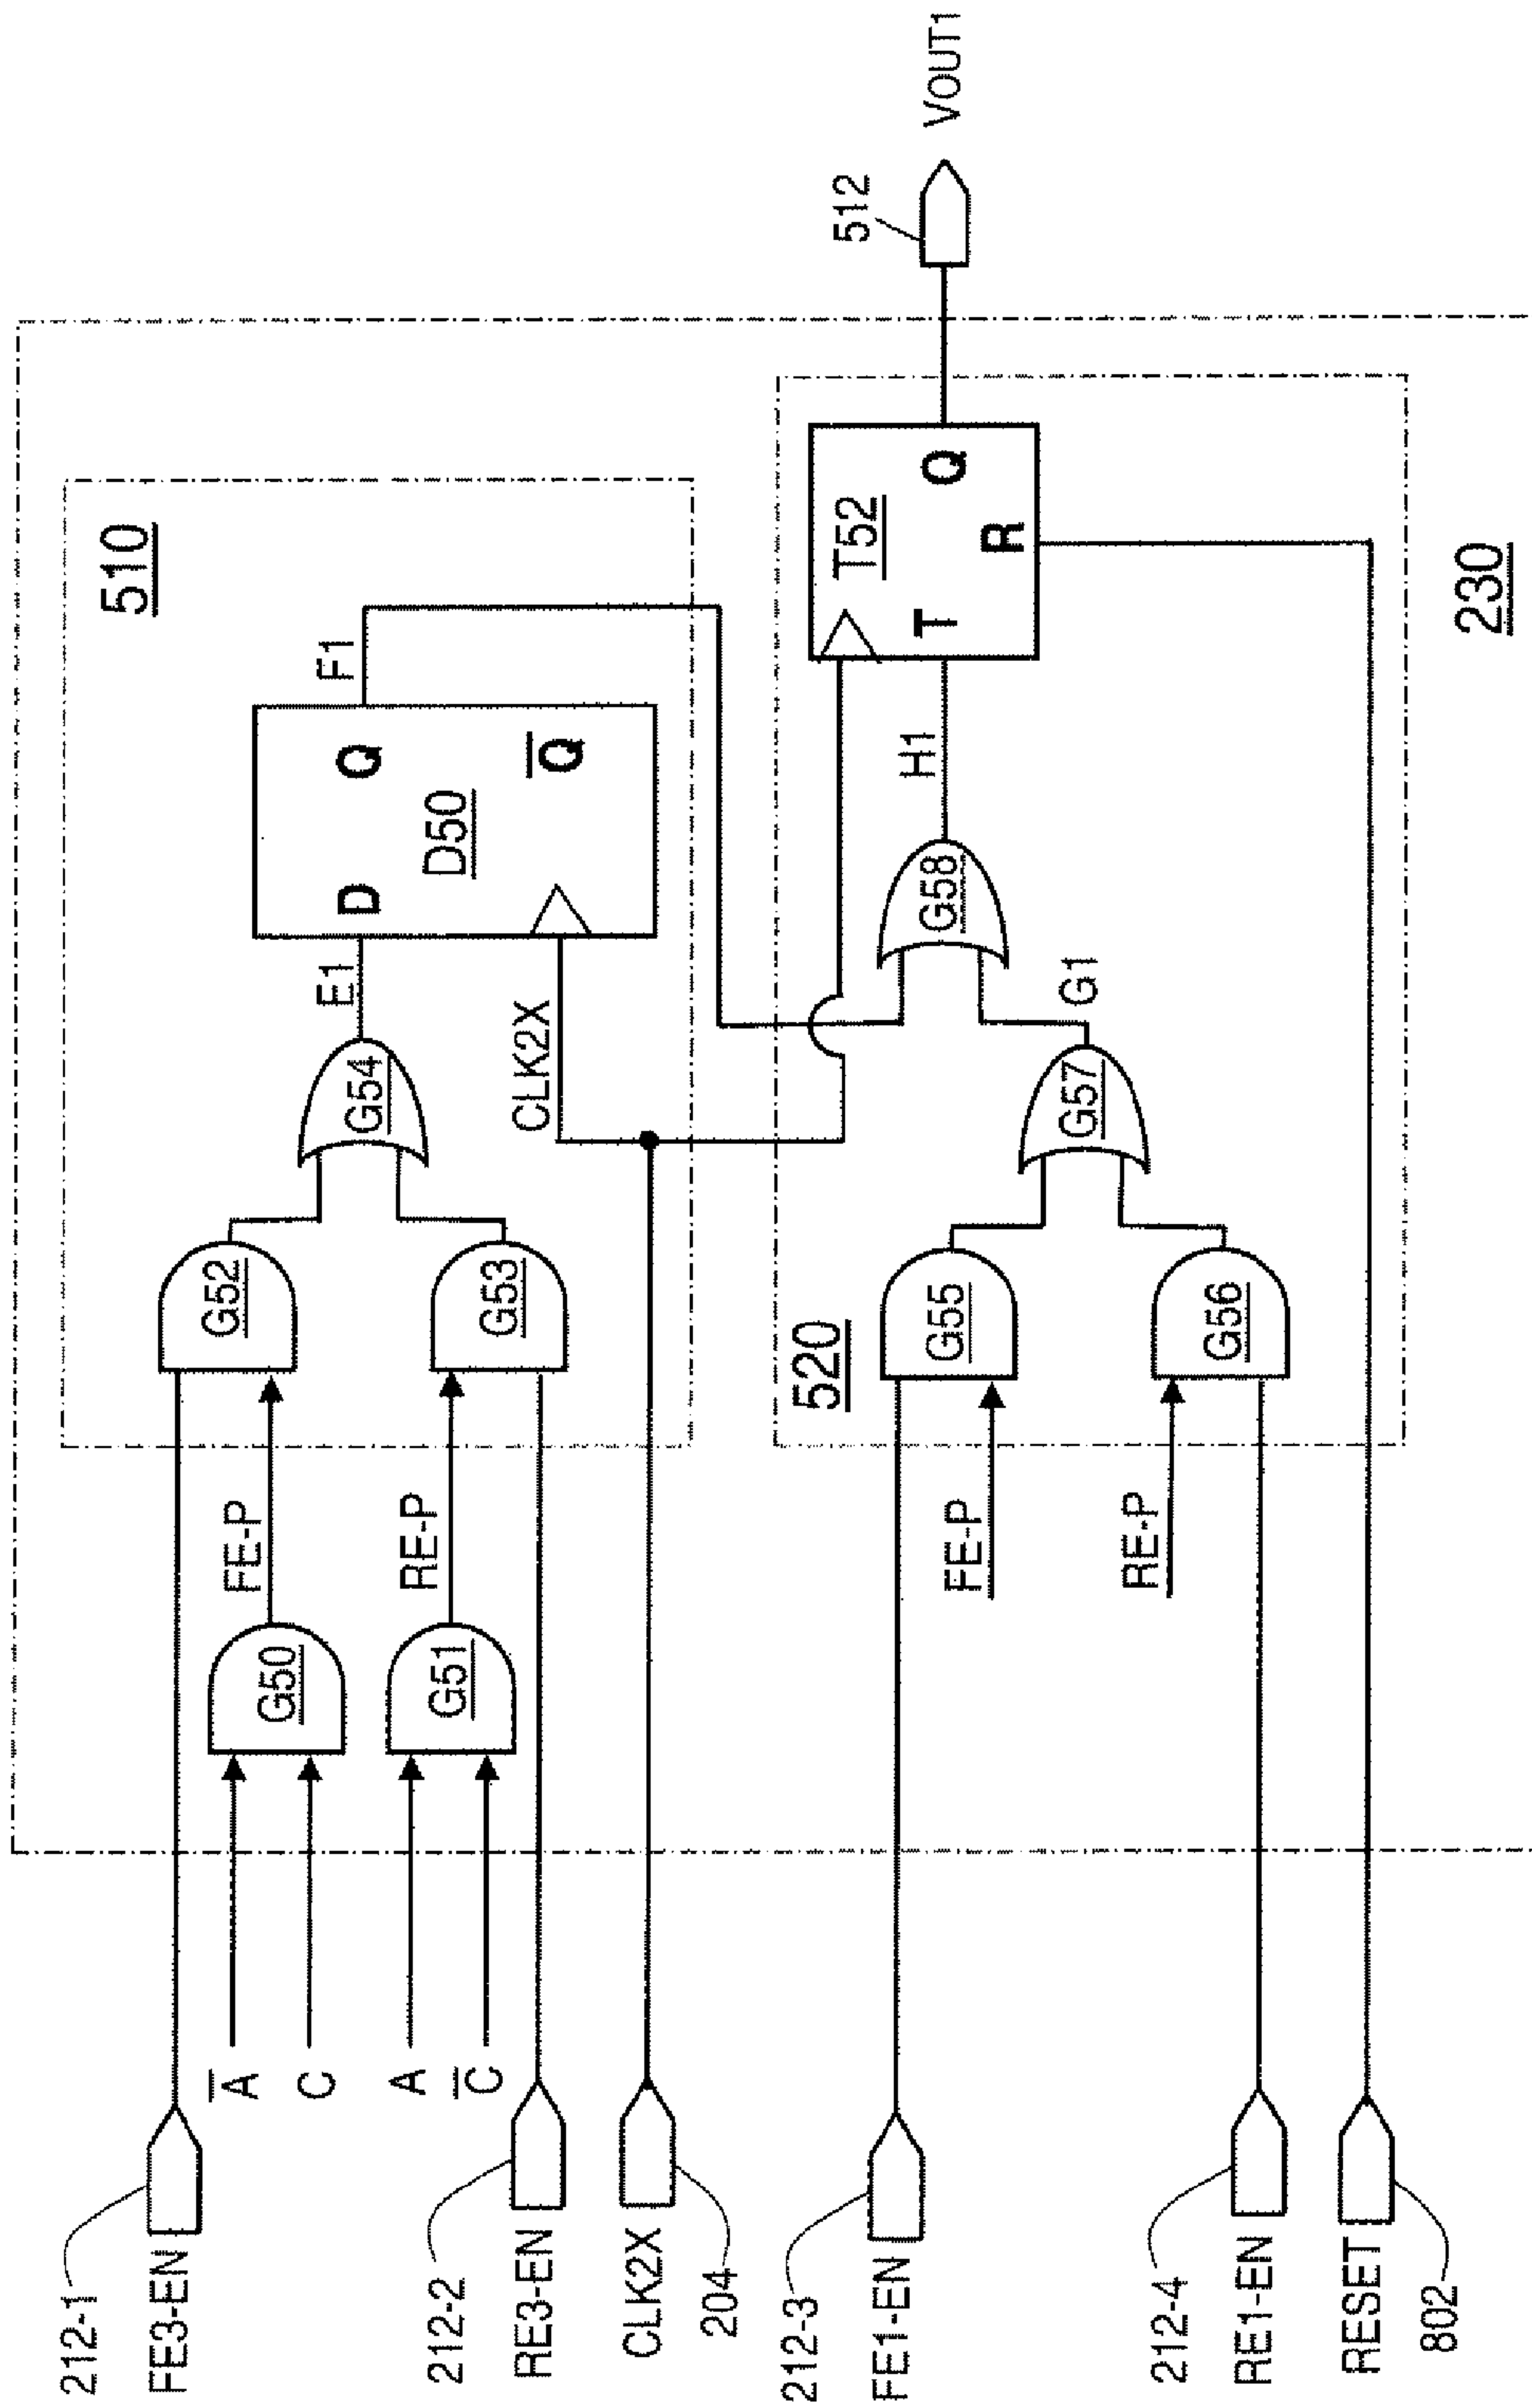 212-1
FE3-EN
A
C
A
C
212-2
RE3-EN
CLK2X
204
212-3
FE1-EN
212-4
RE1-EN
RESET
802
G50
FE-P
G51
RE-P
G52
G53
G54
E1
CLK2X
D
Q
D50
Q
F1
510
520
FE-P
RE-P
G55
G56
G57
G1
G58
H1
T52
T
Q
R
230
512
VOUT1